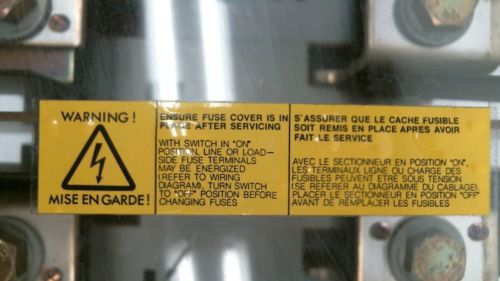 WARNING!
MISE EN GARDE!
ENSURE FUSE COVER IS IN
PLACE AFTER SERVICING
WITH SWITCH IN "ON"
POSITION, LINE OR LOAD-
SIDE FUSE TERMINALS
MAY BE ENERGIZED
(REFER TO WIRING
DIAGRAM). TURN SWITCH
TO "OFF" POSITION BEFORE
CHANGING FUSES
S'ASSURER QUE LE CACHE FUSIBLE
SOIT REMIS EN PLACE APRES AVOIR
FAIT LE SERVICE
AVEC LE SECTIONNEUR EN POSITION "ON",
LES TERMINAUX LIGNE OU CHARGE DES
FUSIBLES PEUVENT ETRE SOUS TENSION
(SE REFERER AU DIAGRAMME DU CABLAGE).
PLACER LE SECTIONNEUR EN POSITION "OFF"
AVANT DE REMPLACER LES FUSIBLES